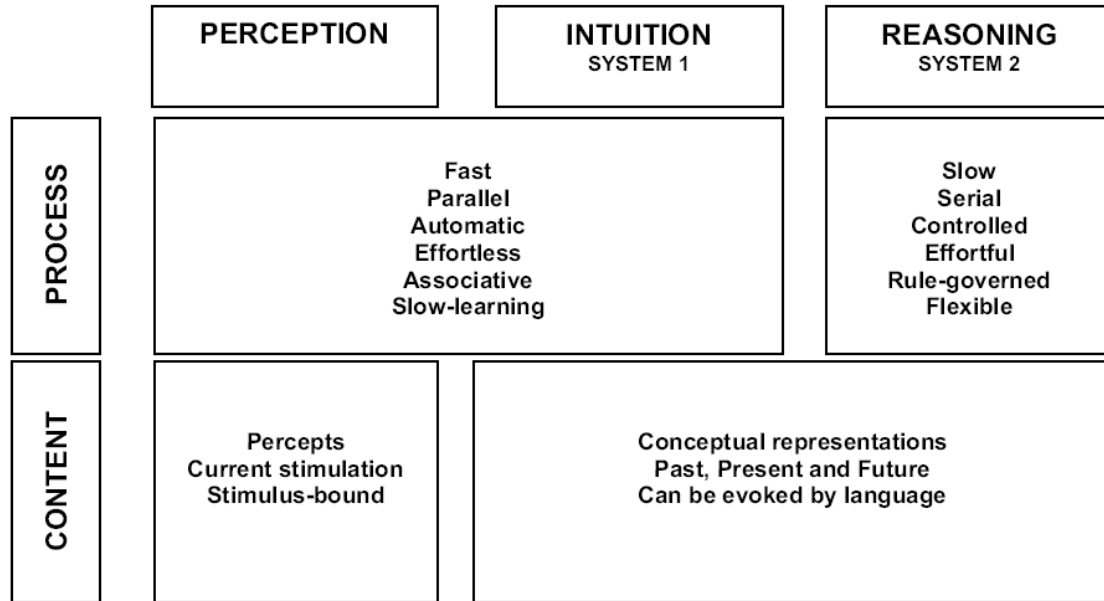 PERCEPTION
INTUITION
SYSTEM 1
REASONING
SYSTEM 2
PROCESS
Fast
Parallel
Automatic
Effortless
Associative
Slow-learning
Slow
Serial
Controlled
Effortful
Rule-governed
Flexible
CONTENT
Percepts
Current stimulation
Stimulus-bound
Conceptual representations
Past, Present and Future
Can be evoked by language